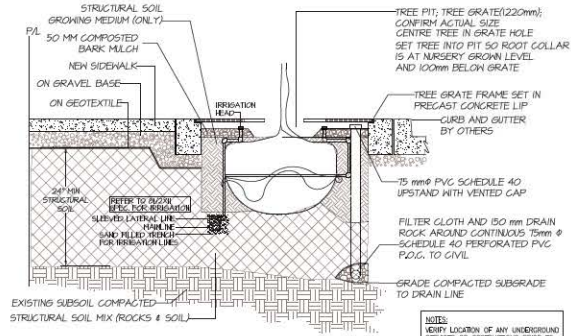 STRUCTURAL SOIL
GROWING MEDIUM (ONLY)
P/L
50 MM COMPOSTED
BARK MULCH
NEW SIDEWALK
ON GRAVEL BASE
ON GEOTEXTILE
IRRIGATION
HEAD
24" MIN
STRUCTURAL
SOIL
SPEC FOR IRRIGATION
SLEEVED LATERAL LINE
MAINLINE
SAND FILLED TRENCH
FOR IRRIGATION LINES
EXISTING SUBSOIL COMPACTED
STRUCTURAL SOIL MIX (ROCKS & SOIL)
TREE PIT; TREE GRATE(1220mm);
CONFIRM ACTUAL SIZE
CENTRE TREE IN GRATE HOLE
SET TREE INTO PIT SO ROOT COLLAR
IS AT NURSERY GROWN LEVEL
AND 100mm BELOW GRATE
TREE GRATE FRAME SET IN
PRECAST CONCRETE LIP
CURB AND GUTTER
BY OTHERS
75 mmΦ PVC SCHEDULE 40
UPSTAND WITH VENTED CAP
FILTER CLOTH AND 150 mm DRAIN
ROCK AROUND CONTINUOUS 75mm Φ
SCHEDULE 40 PERFORATED PVC
P.O.C. TO CIVIL
GRADE COMPACTED SUBGRADE
TO DRAIN LINE
NOTES:
VERIFY LOCATION OF ANY UNDERGROUND